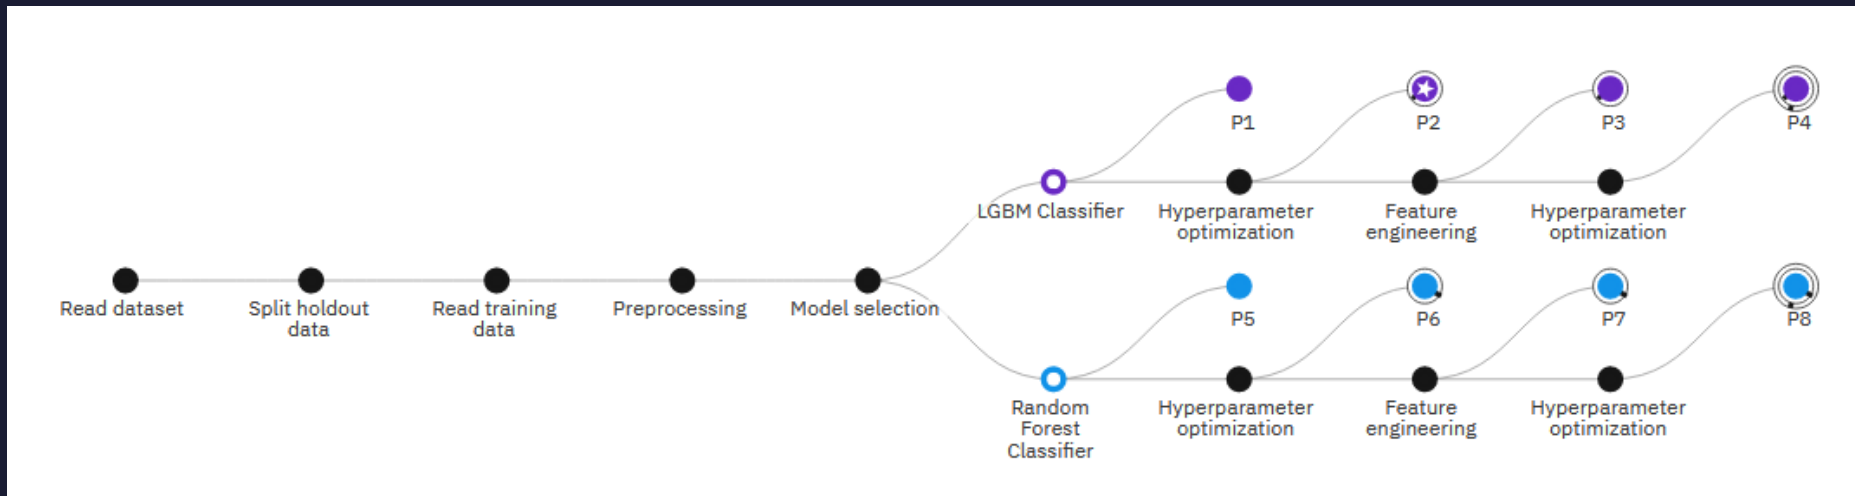 P1
P2
P3
P4
LGBM Classifier
Hyperparameter
optimization
Feature
engineering
Hyperparameter
optimization
Read dataset
Split holdout
data
Read training
data
Preprocessing
Model selection
P5
P6
P7
P8
Random
Forest
Classifier
Hyperparameter
optimization
Feature
engineering
Hyperparameter
optimization